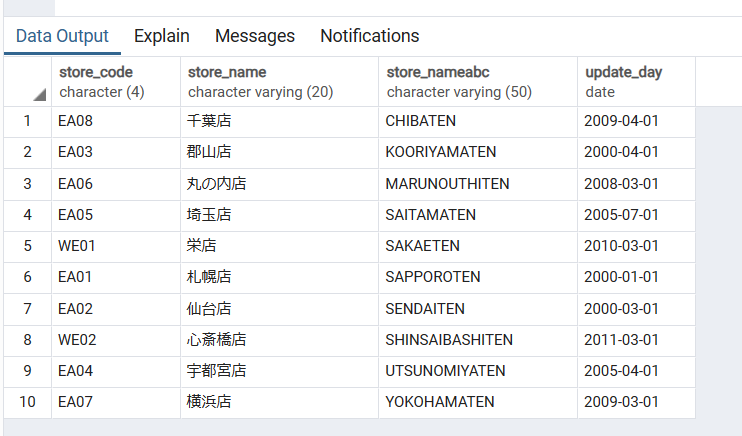 Data Output Explain Messages Notifications
store_code store_name store_nameabc update_day
character (4) character varying (20) character varying (50) date
1 EA08 千葉店 CHIBATEN 2009-04-01
2 EA03 郡山店 KOORIYAMATEN 2000-04-01
3 EA06 丸の内店 MARUNOUTHITEN 2008-03-01
4 EA05 埼玉店 SAITAMATEN 2005-07-01
5 WE01 栄店 SAKAETEN 2010-03-01
6 EA01 札幌店 SAPPOROTEN 2000-01-01
7 EA02 仙台店 SENDAITEN 2000-03-01
8 WE02 心斎橋店 SHINSAIBASHITEN 2011-03-01
9 EA04 宇都宮店 UTSUNOMIYATEN 2005-04-01
10 EA07 横浜店 YOKOHAMATEN 2009-03-01